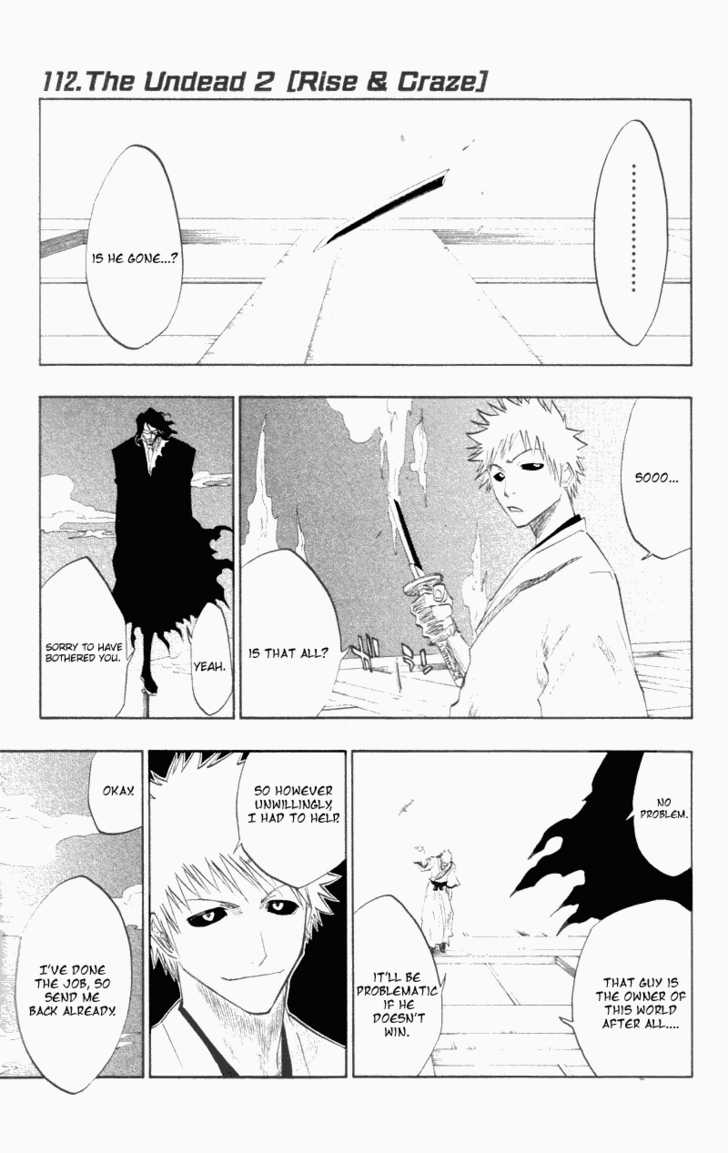 112.The Undead 2 [Rise & Craze]
..................
IS HE GONE...?
SOOO...
IS THAT ALL?
YEAH.
SORRY TO HAVE
BOTHERED YOU.
NO
PROBLEM.
THAT GUY IS
THE OWNER OF
THIS WORLD
AFTER ALL....
IT'LL BE
PROBLEMATIC
IF HE
DOESN'T
WIN.
SO HOWEVER
UNWILLINGLY,
I HAD TO HELP.
OKAY.
I'VE DONE
THE JOB, SO
SEND ME
BACK ALREADY.